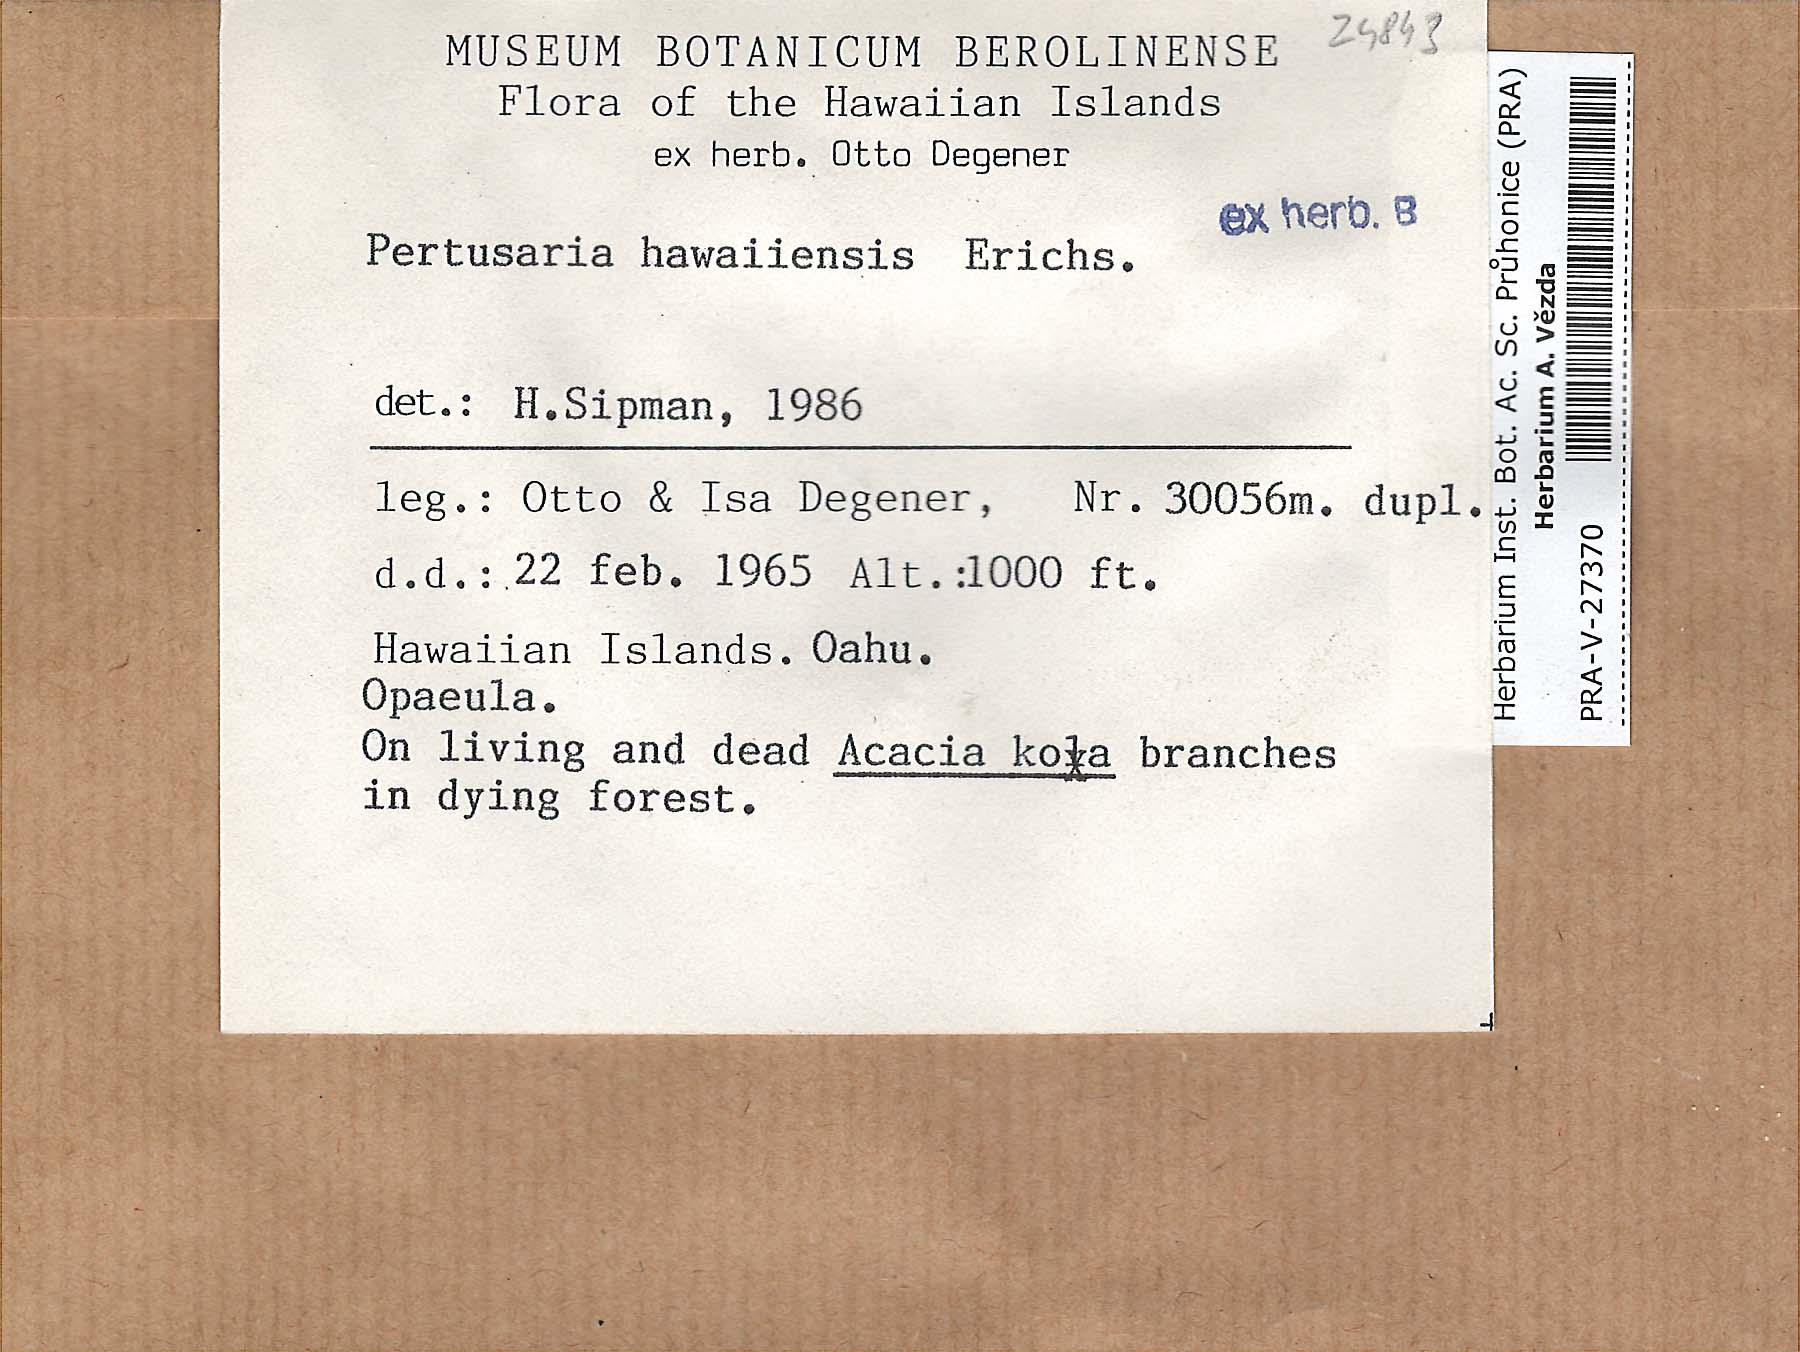 24843
MUSEUM BOTANICUM BEROLINENSE
Flora of the Hawaiian Islands
ex herb. Otto Degener
ex herb. B
Pertusaria hawaiiensis Erichs.
det.: H.Sipman, 1986
leg.: Otto & Isa Degener, Nr. 30056m. dupl.
d.d.: 22 feb. 1965 Alt.:1000 ft.
Hawaiian Islands. Oahu.
Opaeula.
On living and dead Acacia koa branches
in dying forest.
Herbarium Inst. Bot. Ac. Sc. Průhonice (PRA)
Herbarium A. Vězda
PRA-V-27370